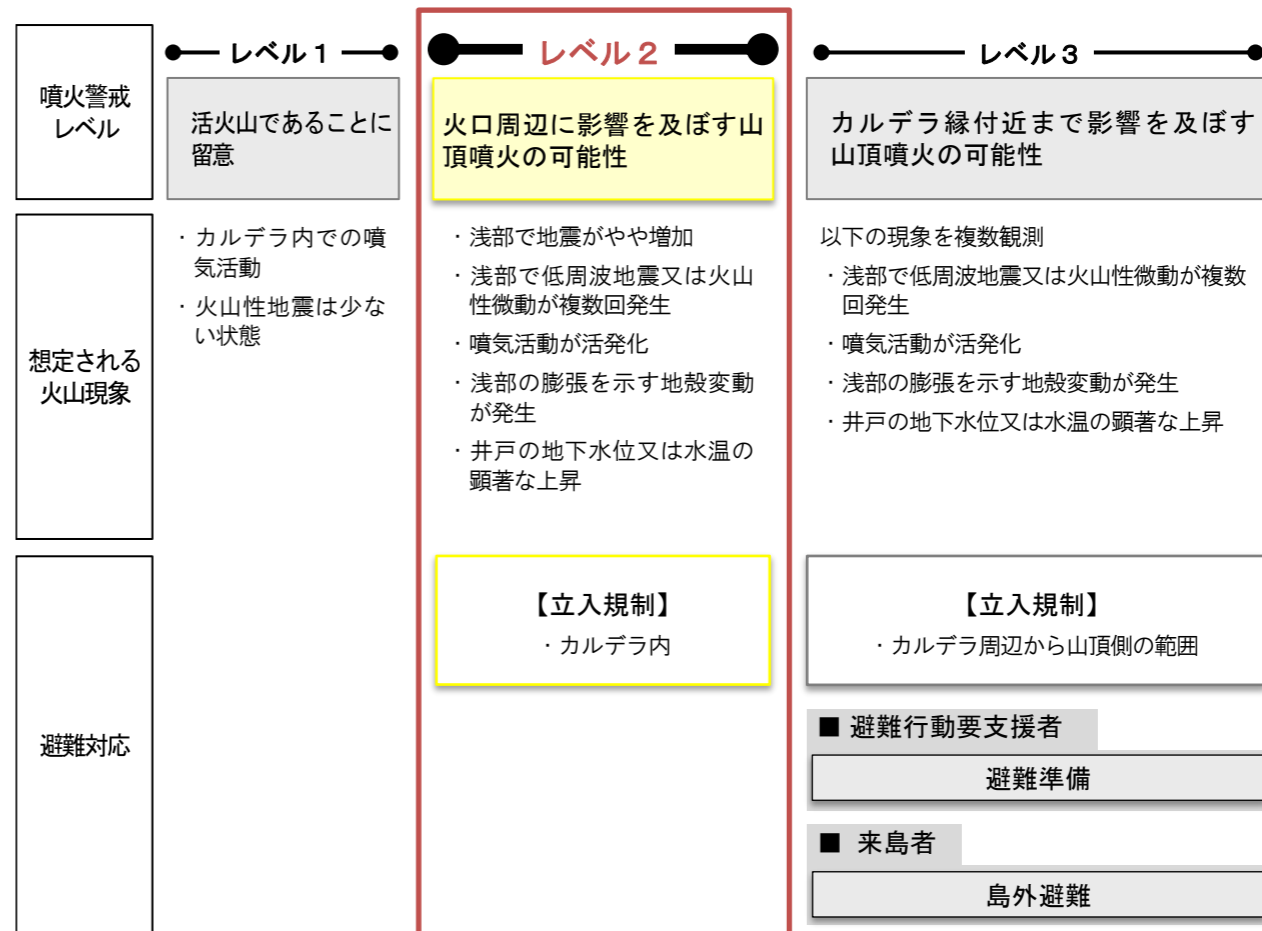 噴火警戒
レベル
レベル1
活火山であることに
留意
レベル2
火口周辺に影響を及ぼす山
頂噴火の可能性
レベル3
カルデラ縁付近まで影響を及ぼす
山頂噴火の可能性
想定される
火山現象
・カルデラ内での噴
気活動
・火山性地震は少な
い状態
・浅部で地震がやや増加
・浅部で低周波地震又は火山
性微動が複数回発生
・噴気活動が活発化
・浅部の膨張を示す地殻変動
が発生
・井戸の地下水位又は水温の
顕著な上昇
以下の現象を複数観測
・浅部で低周波地震又は火山性微動が複数
回発生
・噴気活動が活発化
・浅部の膨張を示す地殻変動が発生
・井戸の地下水位又は水温の顕著な上昇
避難対応
【立入規制】
・カルデラ内
【立入規制】
・カルデラ周辺から山頂側の範囲
■ 避難行動要支援者
避難準備
■ 来島者
島外避難